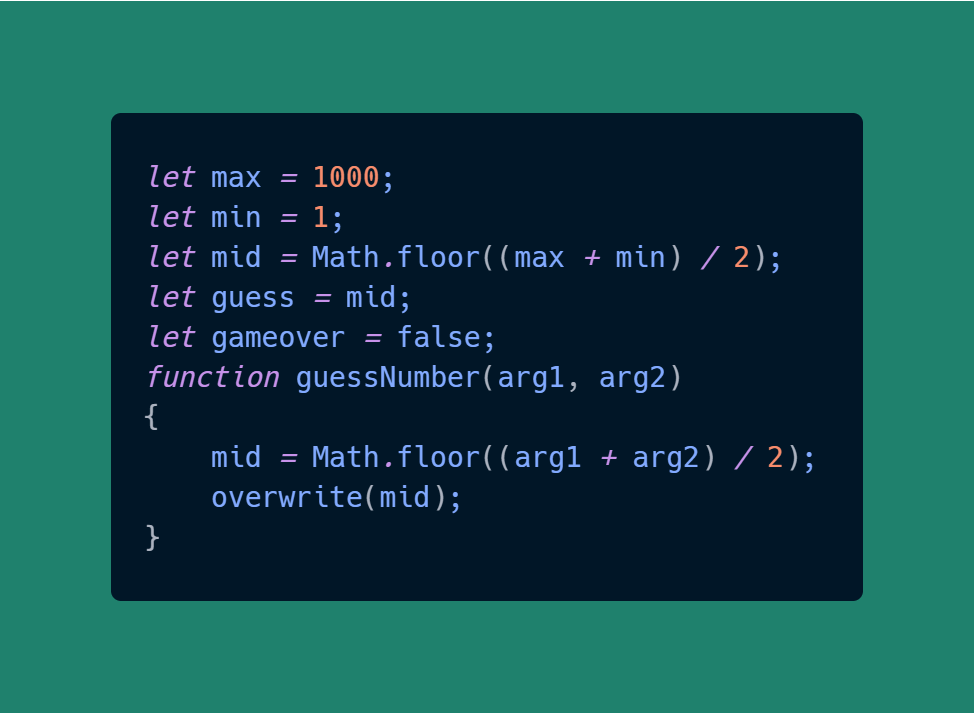 let max = 1000;
let min = 1;
let mid = Math.floor((max + min) / 2);
let guess = mid;
let gameover = false;
function guessNumber(arg1, arg2)
{
    mid = Math.floor((arg1 + arg2) / 2);
    overwrite(mid);
}